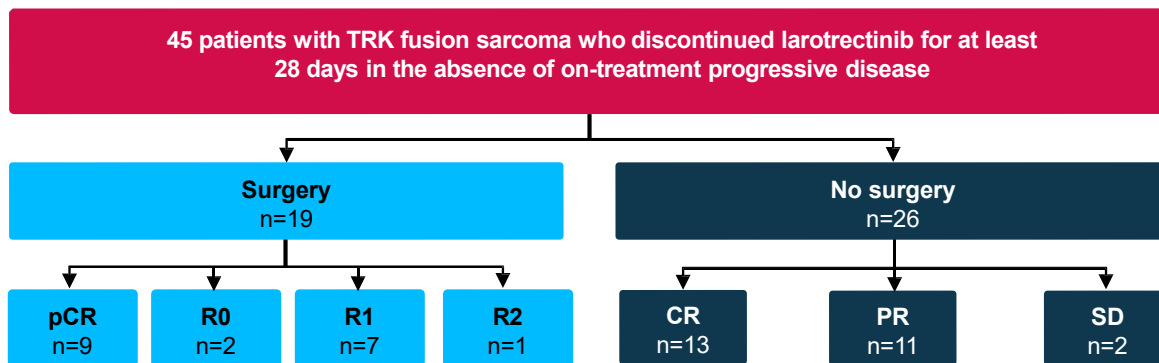 45 patients with TRK fusion sarcoma who discontinued larotrectinib for at least
28 days in the absence of on-treatment progressive disease
Surgery
n=19
No surgery
n=26
pCR
n=9
R0
n=2
R1
n=7
R2
n=1
CR
n=13
PR
n=11
SD
n=2